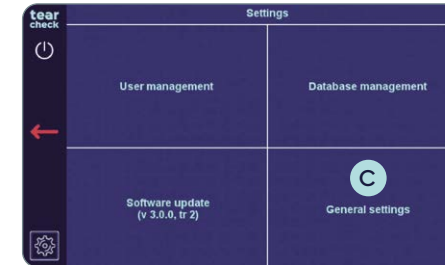 tear
check
Settings
User management
Database management
Software update
(v 3.0.0, tr 2)
C
General settings